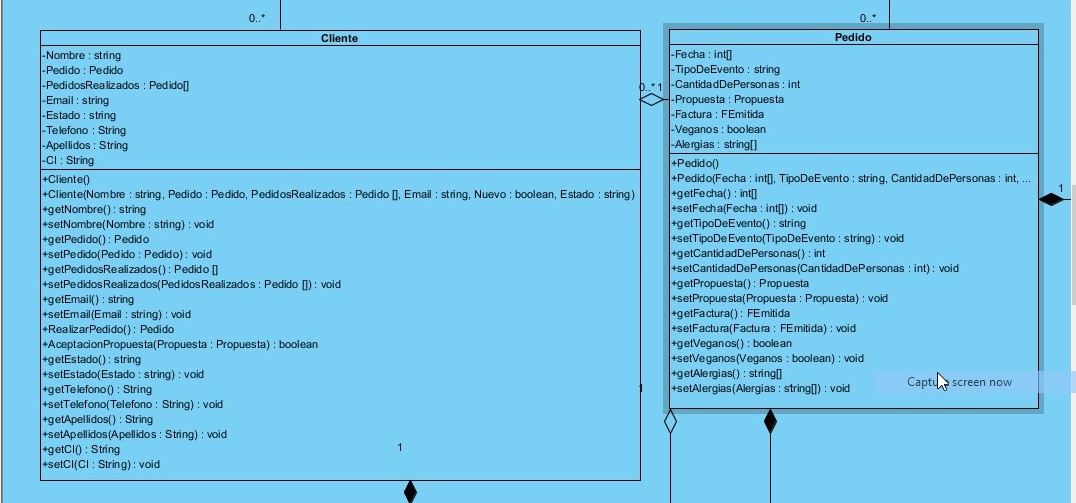 0..*
Cliente
-Nombre : string
-Pedido : Pedido
-PedidosRealizados : Pedido[]
-Email : string
-Estado : string
-Telefono : String
-Apellidos : String
-CI : String
+Cliente()
+Cliente(Nombre : string, Pedido : Pedido, PedidosRealizados : Pedido [], Email : string, Nuevo : boolean, Estado : string)
+getNombre() : string
+setNombre(Nombre : string) : void
+getPedido() : Pedido
+setPedido(Pedido : Pedido) : void
+getPedidosRealizados() : Pedido []
+setPedidosRealizados(PedidosRealizados : Pedido []) : void
+getEmail() : string
+setEmail(Email : string) : void
+RealizarPedido() : Pedido
+AceptacionPropuesta(Propuesta : Propuesta) : boolean
+getEstado() : string
+setEstado(Estado : string) : void
+getTelefono() : String
+setTelefono(Telefono : String) : void
+getApellidos() : String
+setApellidos(Apellidos : String) : void
+getCI() : String
+setCI(CI : String) : void
1
0..*
1
1
0..*
Pedido
-Fecha : int[]
-TipoDeEvento : string
-CantidadDePersonas : int
-Propuesta : Propuesta
-Factura : FEmitida
-Veganos : boolean
-Alergias : string[]
+Pedido()
+Pedido(Fecha : int[], TipoDeEvento : string, CantidadDePersonas : int, ...
+getFecha() : int[]
+setFecha(Fecha : int[]) : void
+getTipoDeEvento() : string
+setTipoDeEvento(TipoDeEvento : string) : void
+getCantidadDePersonas() : int
+setCantidadDePersonas(CantidadDePersonas : int) : void
+getPropuesta() : Propuesta
+setPropuesta(Propuesta : Propuesta) : void
+getFactura() : FEmitida
+setFactura(Factura : FEmitida) : void
+getVeganos() : boolean
+setVeganos(Veganos : boolean) : void
+getAlergias() : string[]
+setAlergias(Alergias : string[]) : void
1
screen now